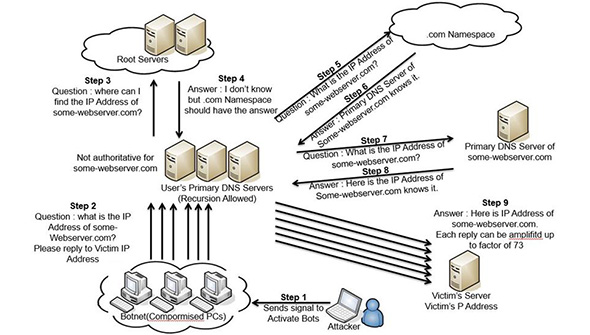 Root Servers
.com Namespace
Step 3
Question : where can I
find the IP Address of
some-webserver.com?
Step 4
Answer : I don't know
but .com Namespace
should have the answer
Step 5
Question : What is the IP Address of
some-webserver.com?
Step 6
Answer : Primary DNS Server of
Some-webserver.com knows it.
Step 7
Question : What is the IP Address of
some-webserver.com?
Step 8
Answer : Here is the IP Address of
Some-webserver.com knows it.
Primary DNS Server of
some-webserver.com
Not authoritative for
some-webserver.com
User's Primary DNS Servers
(Recursion Allowed)
Step 2
Question : what is the IP
Address of some-
Webserver.com?
Please reply to Victim IP
Address
Step 9
Answer : Here is IP Address of
some-webserver.com.
Each reply can be amplifitd up
to factor of 73
Botnet(Compormised PCs)
Step 1
Sends signal to
Activate Bots
Attacker
Victim's Server
Victim's P Address